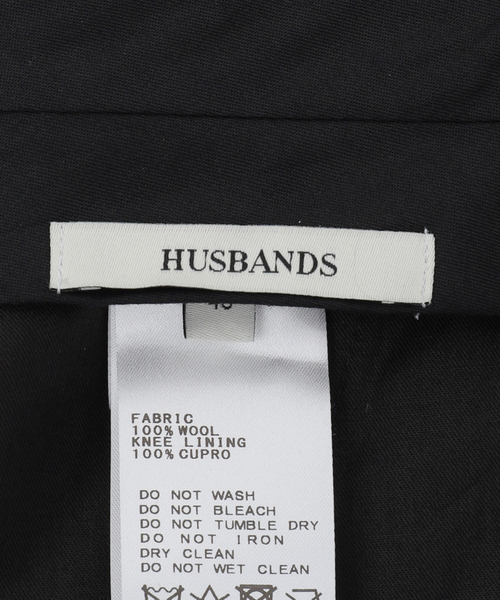 HUSBANDS
FABRIC
100%WOOL
KNEE LINING
100%CUPRO
DO NOT WASH
DO NOT BLEACH
DO NOT TUMBLE DRY
DO NOT IRON
DRY CLEAN
DO NOT WET CLEAN